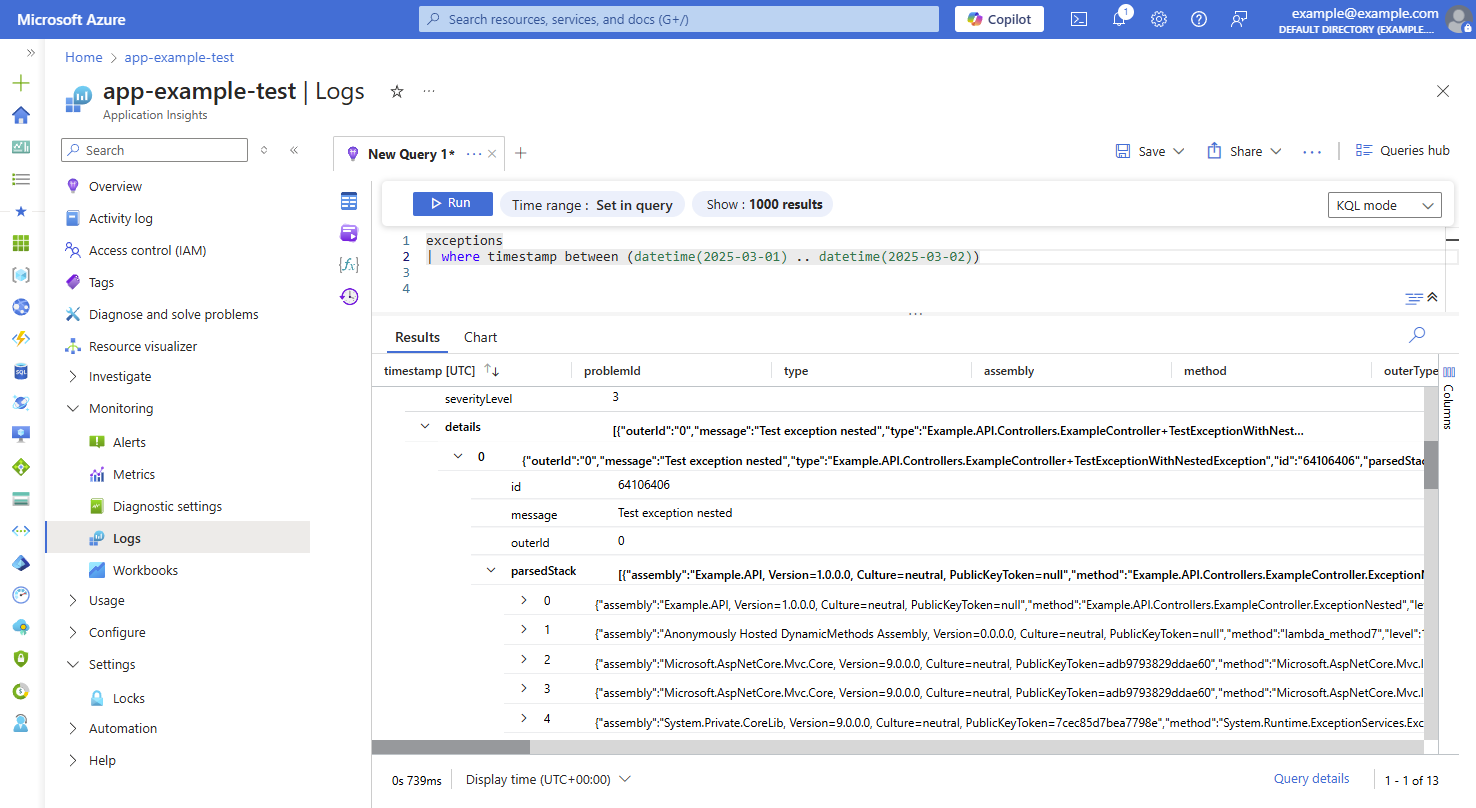 Microsoft Azure
Search resources, services, and docs (G+/)
Copilot
1
example@example.com
DEFAULT DIRECTORY (EXAMPLE....
Home > app-example-test
app-example-test | Logs
Application Insights
Search
Overview
Activity log
Access control (IAM)
Tags
Diagnose and solve problems
Resource visualizer
Investigate
Monitoring
Alerts
Metrics
Diagnostic settings
Logs
Workbooks
Usage
Configure
Settings
Locks
Automation
Help
New Query 1*
Save
Share
Queries hub
Run
Time range : Set in query
Show : 1000 results
KQL mode
1 exceptions
2 | where timestamp between (datetime(2025-03-01) .. datetime(2025-03-02))
3
4
Results
Chart
timestamp [UTC] problemId type assembly method outerType
Columns
severityLevel 3
details [{"outerId":"0","message":"Test exception nested","type":"Example.API.Controllers.ExampleController+TestExceptionWithNest...
0 {"outerId":"0","message":"Test exception nested","type":"Example.API.Controllers.ExampleController+TestExceptionWithNestedException","id":"64106406","parsedStac
id 64106406
message Test exception nested
outerId 0
parsedStack [{"assembly":"Example.API, Version=1.0.0.0, Culture=neutral, PublicKeyToken=null","method":"Example.API.Controllers.ExampleController.ExceptionN
0 {"assembly":"Example.API, Version=1.0.0.0, Culture=neutral, PublicKeyToken=null","method":"Example.API.Controllers.ExampleController.ExceptionNested","le
1 {"assembly":"Anonymously Hosted DynamicMethods Assembly, Version=0.0.0.0, Culture=neutral, PublicKeyToken=null","method":"lambda_method7","level":
2 {"assembly":"Microsoft.AspNetCore.Mvc.Core, Version=9.0.0.0, Culture=neutral, PublicKeyToken=adb9793829ddae60","method":"Microsoft.AspNetCore.Mvc.I
3 {"assembly":"Microsoft.AspNetCore.Mvc.Core, Version=9.0.0.0, Culture=neutral, PublicKeyToken=adb9793829ddae60","method":"Microsoft.AspNetCore.Mvc.I
4 {"assembly":"System.Private.CoreLib, Version=9.0.0.0, Culture=neutral, PublicKeyToken=7cec85d7bea7798e","method":"System.Runtime.ExceptionServices.Exc
0s 739ms
Display time (UTC+00:00)
Query details
1 - 1 of 13